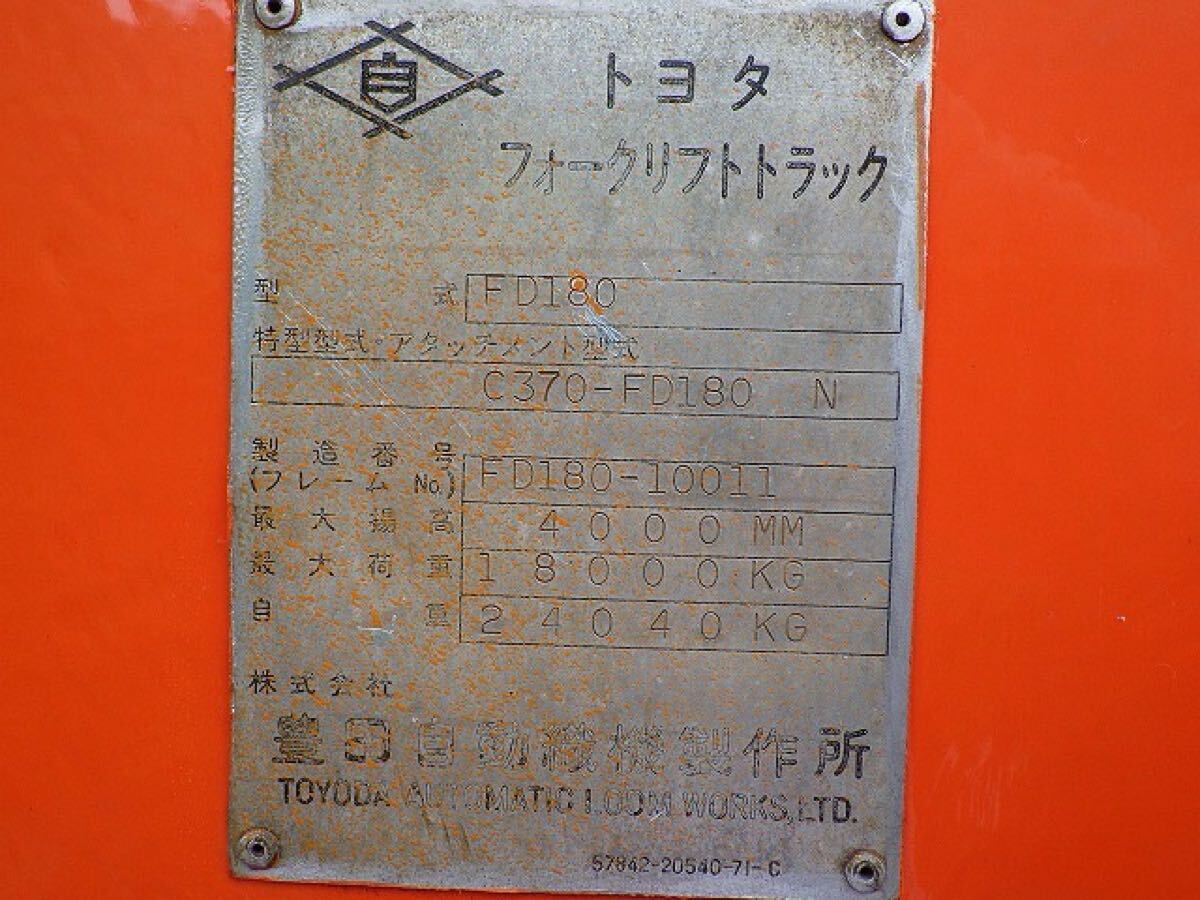 自
トヨタ
フォークリフトトラック
型式 FD180
特型型式・アタッチメント型式
C370-FD180 N
製造番号
(フレームNo.) FD180-10011
最大揚高 4000MM
最大荷重 18000KG
自重 24040KG
株式会社
豊田自動織機製作所
TOYODA AUTOMATIC LOOM WORKS, LTD.
57842-20540-71-C